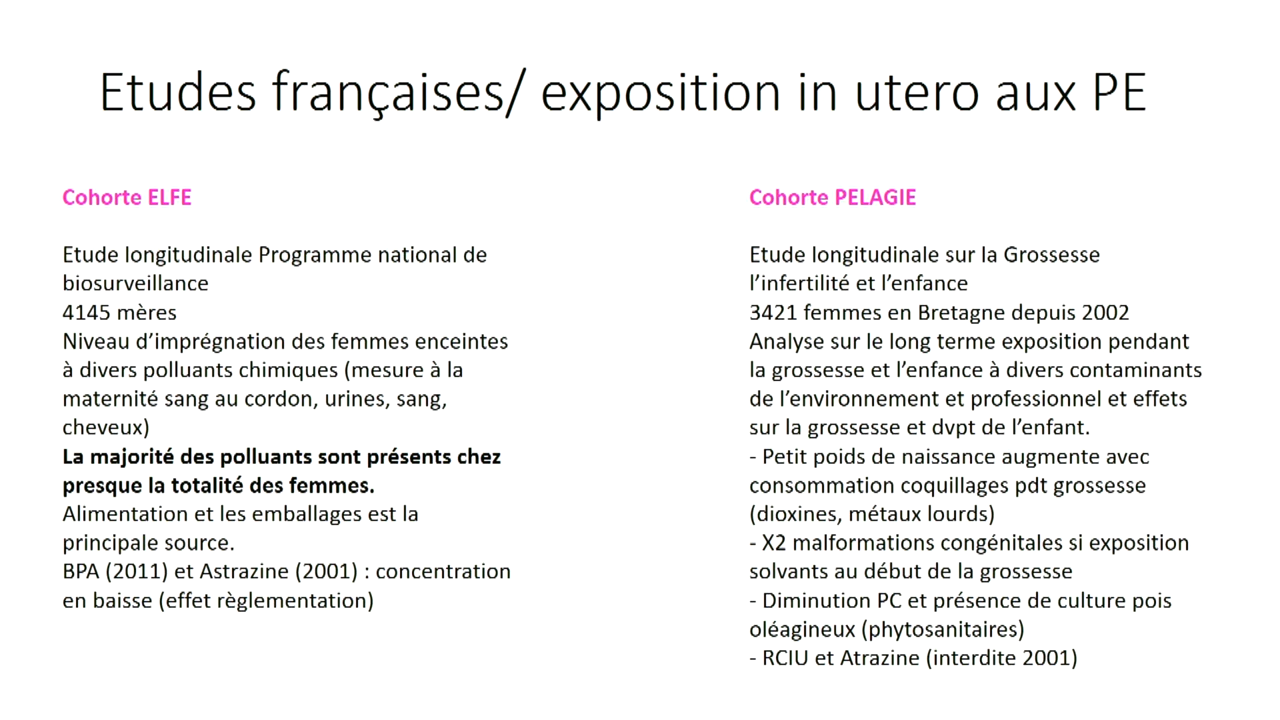 Etudes françaises/ exposition in utero aux PE
Cohorte ELFE
Etude longitudinale Programme national de
biosurveillance
4145 mères
Niveau d’imprégnation des femmes enceintes
à divers polluants chimiques (mesure à la
maternité sang au cordon, urines, sang,
cheveux)
La majorité des polluants sont présents chez
presque la totalité des femmes.
Alimentation et les emballages est la
principale source.
BPA (2011) et Astrazine (2001) : concentration
en baisse (effet règlementation)
Cohorte PELAGIE
Etude longitudinale sur la Grossesse
l’infertilité et l’enfance
3421 femmes en Bretagne depuis 2002
Analyse sur le long terme exposition pendant
la grossesse et l’enfance à divers contaminants
de l’environnement et professionnel et effets
sur la grossesse et dvpt de l’enfant.
- Petit poids de naissance augmente avec
consommation coquillages pdt grossesse
(dioxines, métaux lourds)
- X2 malformations congénitales si exposition
solvants au début de la grossesse
- Diminution PC et présence de culture pois
oléagineux (phytosanitaires)
- RCIU et Atrazine (interdite 2001)